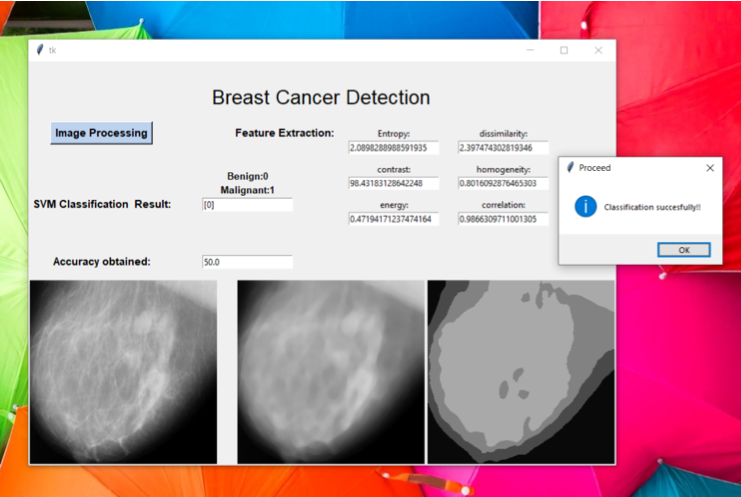 tk
Breast Cancer Detection
Image Processing
Feature Extraction:
Entropy:
2.0898288988591935
dissimilarity:
2.397474302819346
contrast:
98.43183128642248
homogeneity:
0.8016092876465303
energy:
0.47194171237474164
correlation:
0.9866309711001305
Benign:0
Malignant:1
SVM Classification Result:
[0]
Accuracy obtained:
50.0
Proceed
Classification succesfully!!
OK